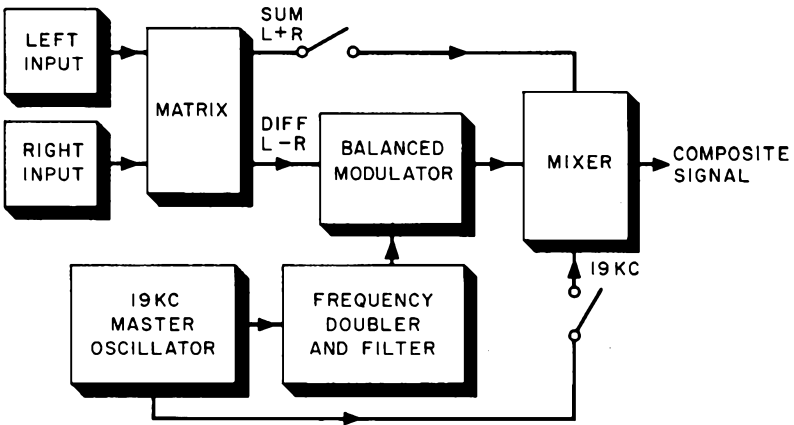 LEFT
INPUT
RIGHT
INPUT
MATRIX
SUM
L+R
DIFF
L-R
BALANCED
MODULATOR
MIXER
COMPOSITE
SIGNAL
19KC
19KC
MASTER
OSCILLATOR
FREQUENCY
DOUBLER
AND FILTER